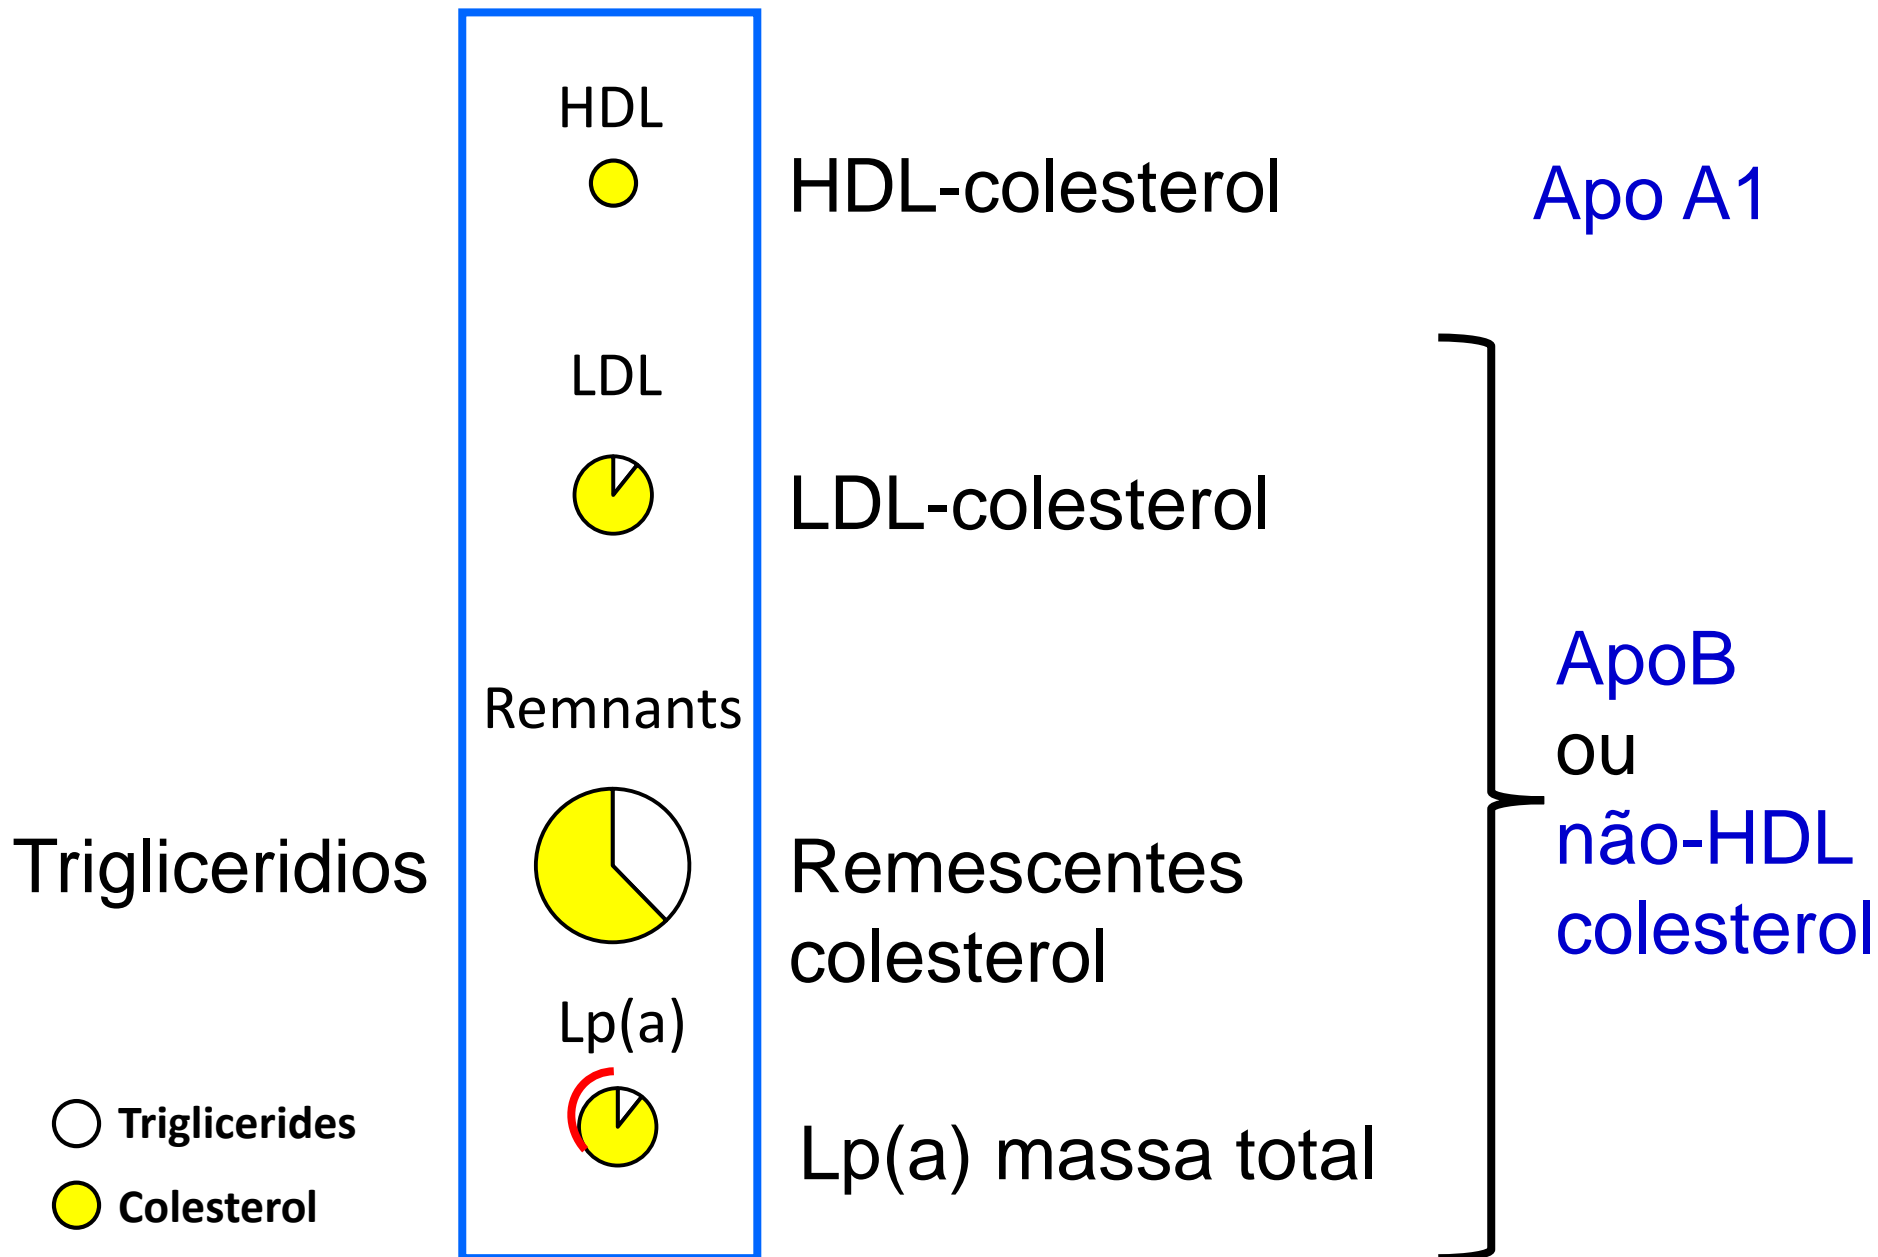 HDL
HDL-colesterol
Apo A1
LDL
LDL-colesterol
Remnants
Trigliceridios
Remescentes
colesterol
ApoB
ou
não-HDL
colesterol
Lp(a)
Lp(a) massa total
Triglicerides
Colesterol